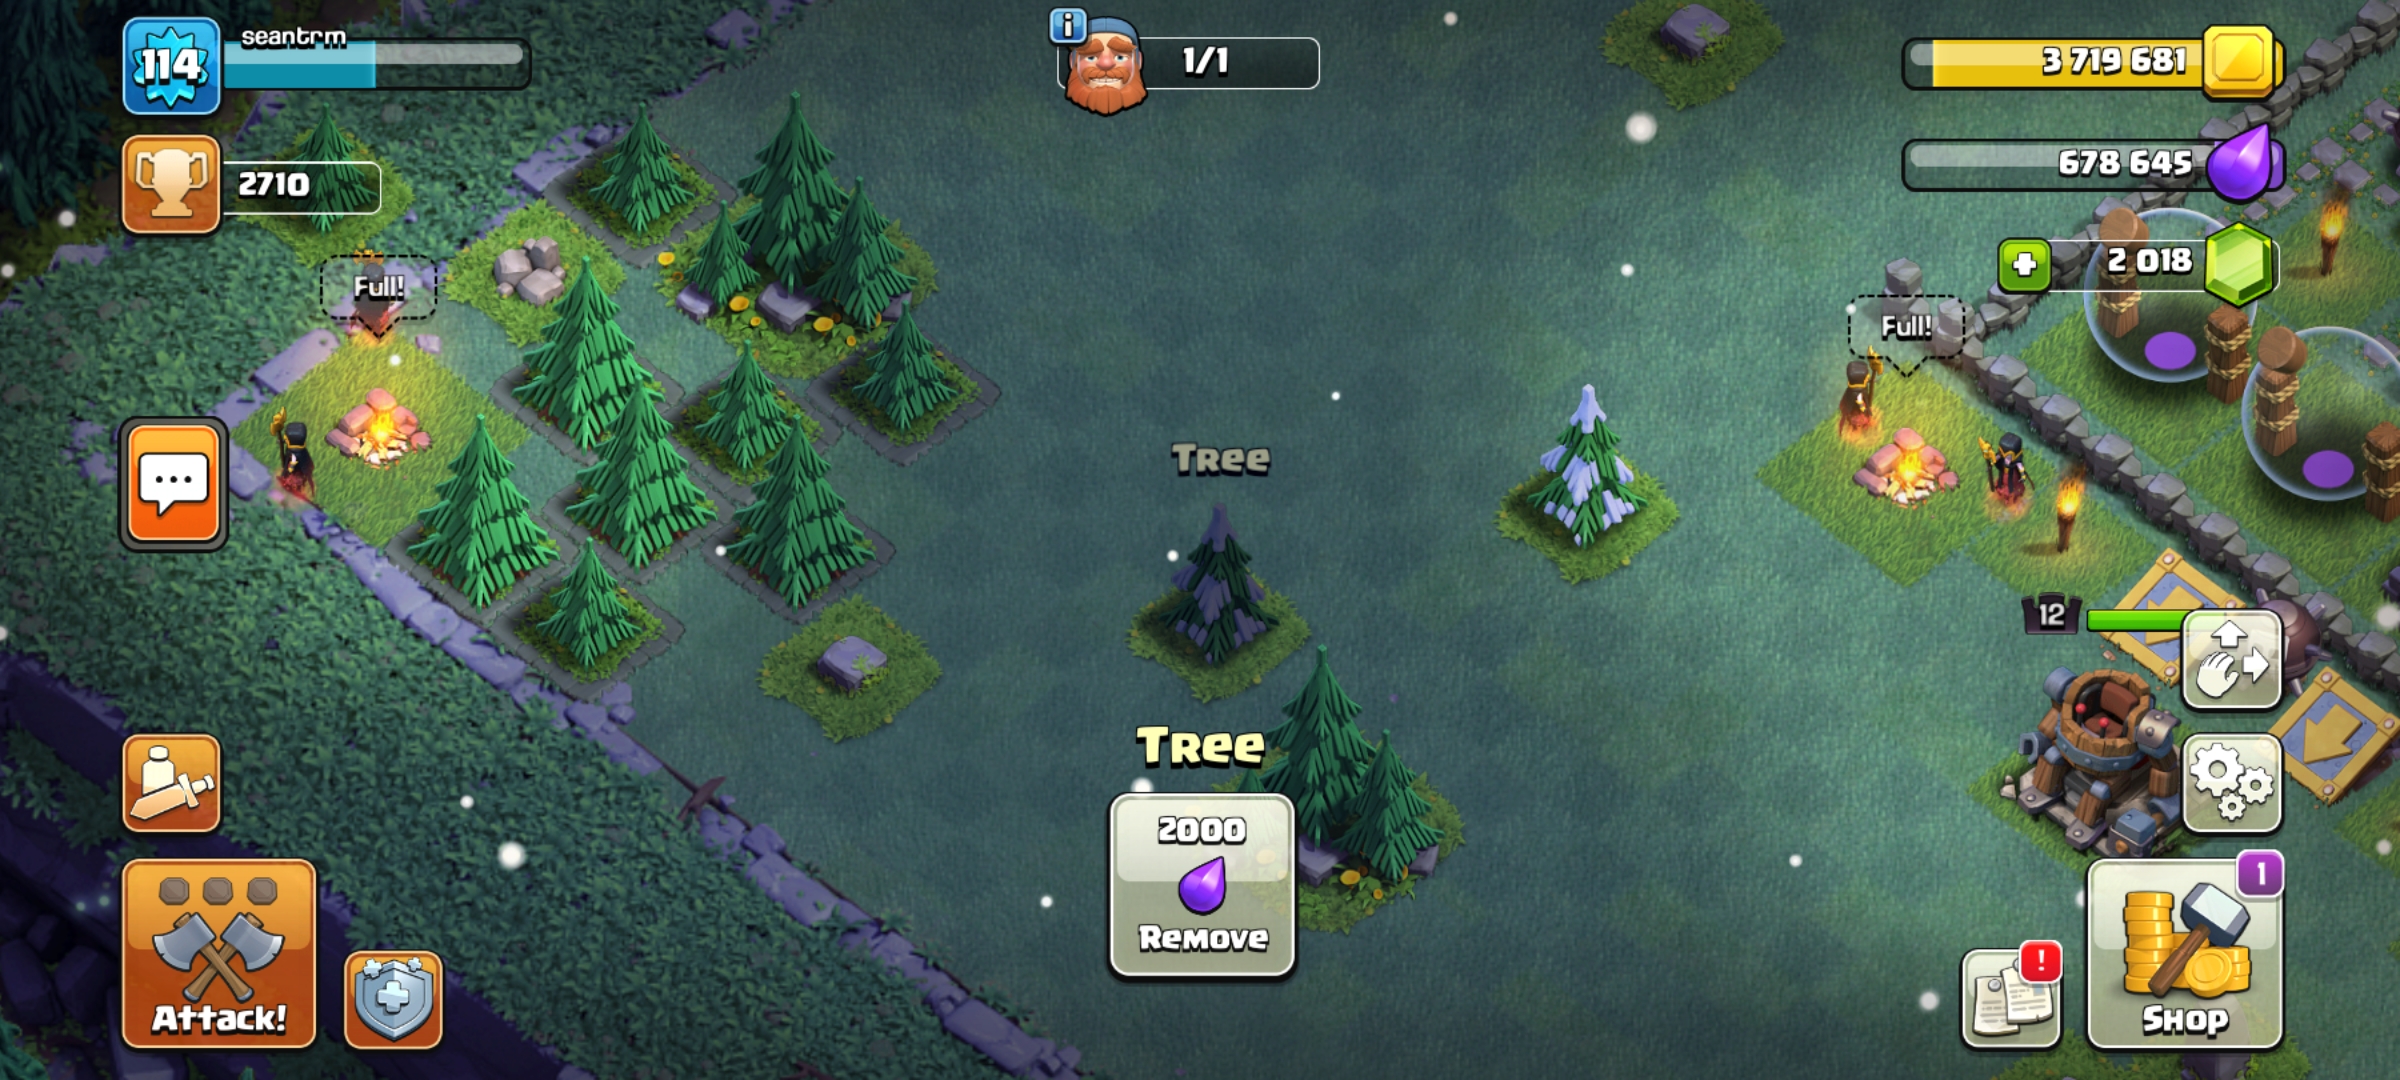 114
seantrm
2710
1/1
3 719 681
678 645
2 018
Full!
Full!
Tree
12
Tree
2000
Remove
Attack!
1
!
Shop